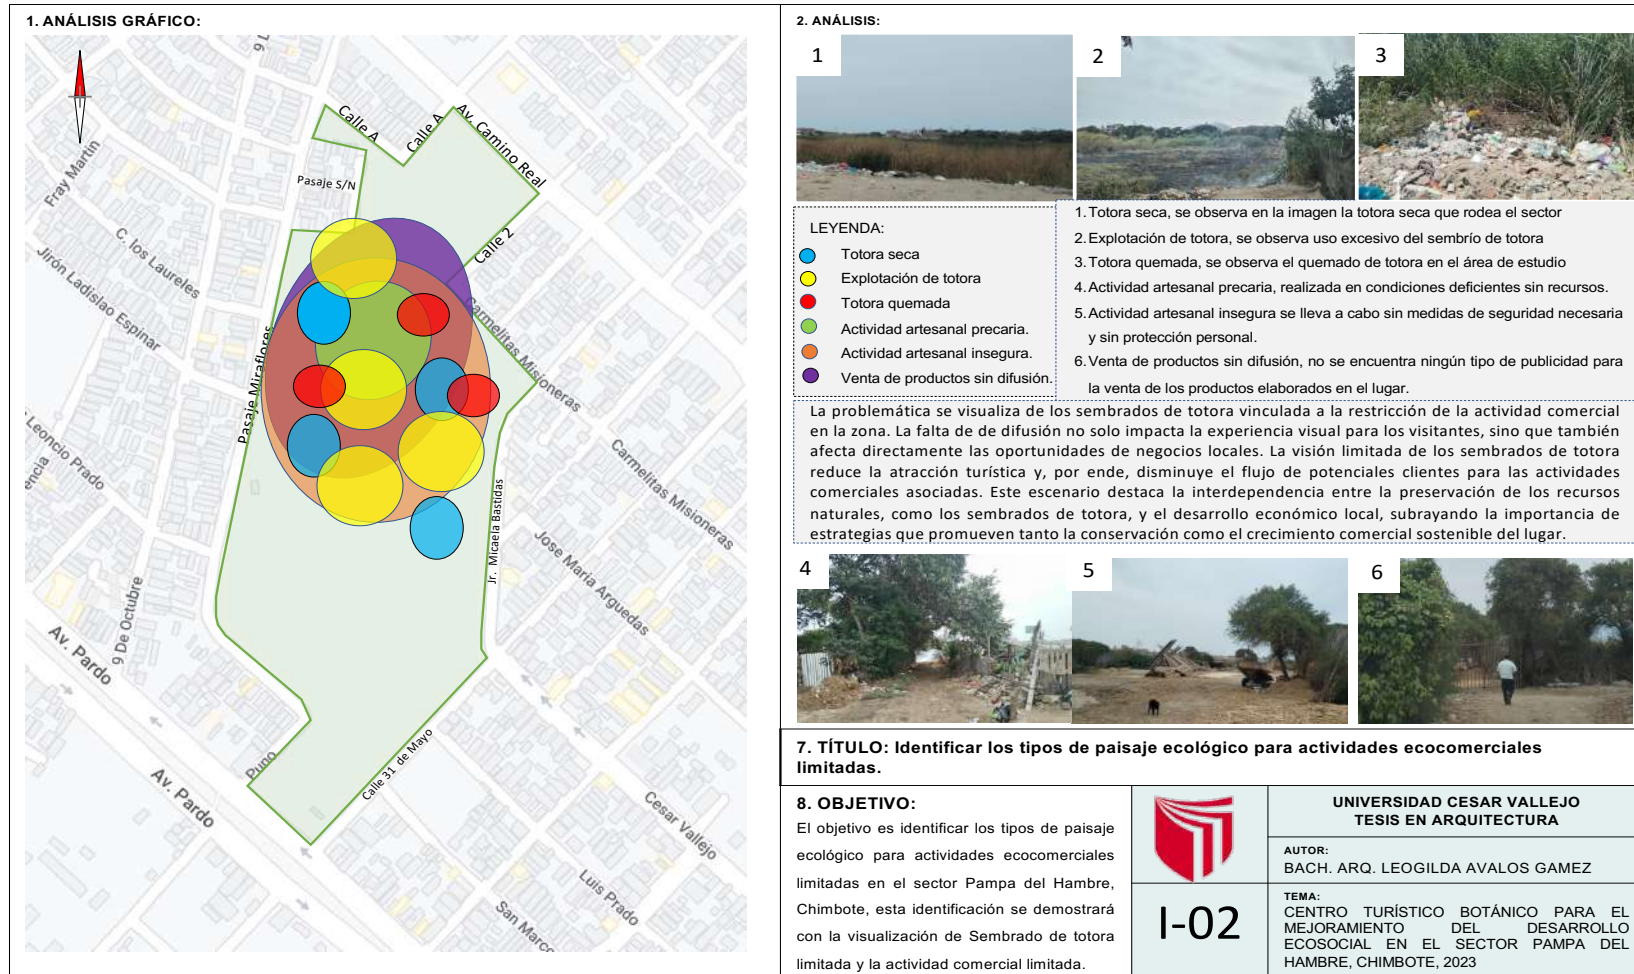 1. ANÁLISIS GRÁFICO:
Calle A
Calle A
Av. Camino Real
Pasaje S/N
Fray Martin
C. los Laureles
Jirón Ladislao Espinar
Calle 2
Carmelitas Misioneras
Pasaje Miraflores
Leoncio Prado
Carmelitas Misioneras
Jr. Micaela Bastidas
Jose Maria Arguedas
9 De Octubre
Av. Pardo
Puno
Calle 31 de Mayo
Av. Pardo
Cesar Vallejo
Luis Prado
San Marco
2. ANÁLISIS:
1
2
3
LEYENDA:
Totora seca
Explotación de totora
Totora quemada
Actividad artesanal precaria.
Actividad artesanal insegura.
Venta de productos sin difusión.
1. Totora seca, se observa en la imagen la totora seca que rodea el sector
2. Explotación de totora, se observa uso excesivo del sembrío de totora
3. Totora quemada, se observa el quemado de totora en el área de estudio
4. Actividad artesanal precaria, realizada en condiciones deficientes sin recursos.
5. Actividad artesanal insegura se lleva a cabo sin medidas de seguridad necesaria
y sin protección personal.
6. Venta de productos sin difusión, no se encuentra ningún tipo de publicidad para
la venta de los productos elaborados en el lugar.
La problemática se visualiza de los sembrados de totora vinculada a la restricción de la actividad comercial
en la zona. La falta de de difusión no solo impacta la experiencia visual para los visitantes, sino que también
afecta directamente las oportunidades de negocios locales. La visión limitada de los sembrados de totora
reduce la atracción turística y, por ende, disminuye el flujo de potenciales clientes para las actividades
comerciales asociadas. Este escenario destaca la interdependencia entre la preservación de los recursos
naturales, como los sembrados de totora, y el desarrollo económico local, subrayando la importancia de
estrategias que promueven tanto la conservación como el crecimiento comercial sostenible del lugar.
4
5
6
7. TÍTULO: Identificar los tipos de paisaje ecológico para actividades ecocomerciales
limitadas.
8. OBJETIVO:
El objetivo es identificar los tipos de paisaje
ecológico para actividades ecocomerciales
limitadas en el sector Pampa del Hambre,
Chimbote, esta identificación se demostrará
con la visualización de Sembrado de totora
limitada y la actividad comercial limitada.
I-02
UNIVERSIDAD CESAR VALLEJO
TESIS EN ARQUITECTURA
AUTOR:
BACH. ARQ. LEOGILDA AVALOS GAMEZ
TEMA:
CENTRO TURÍSTICO BOTÁNICO PARA EL
MEJORAMIENTO DEL DESARROLLO
ECOSOCIAL EN EL SECTOR PAMPA DEL
HAMBRE, CHIMBOTE, 2023